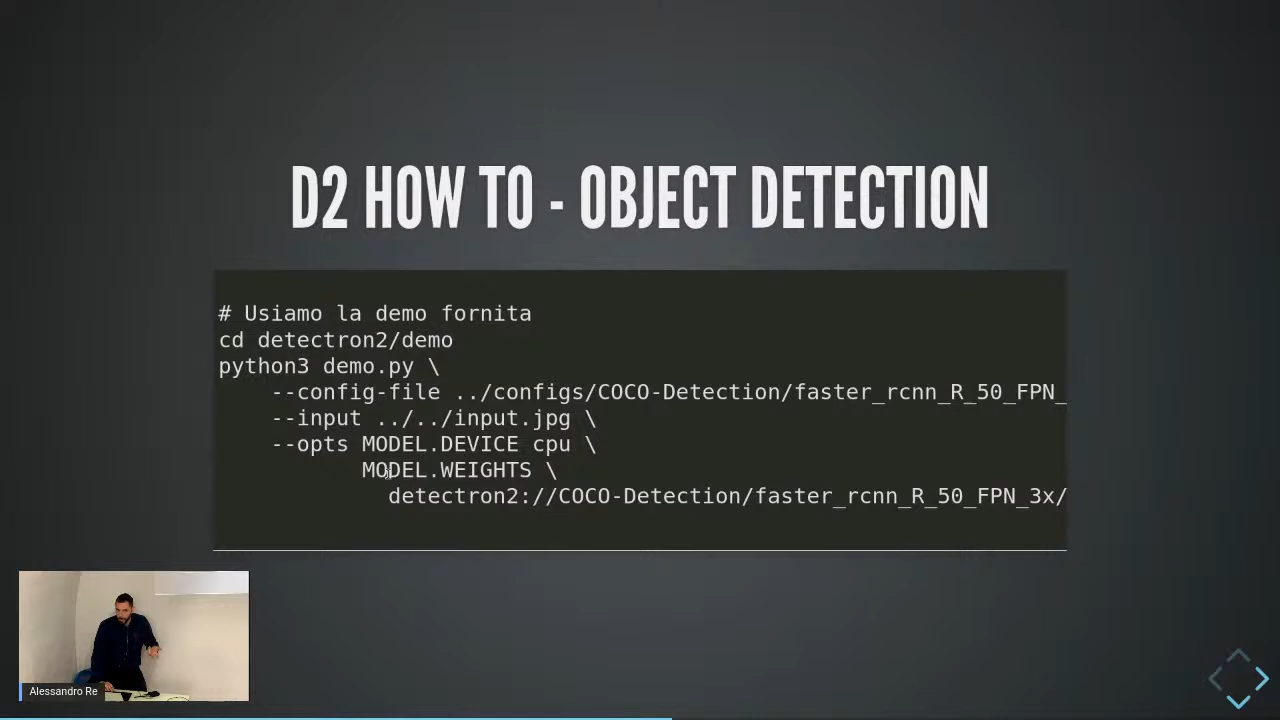 D2 HOW TO - OBJECT DETECTION
# Usiamo la demo fornita
cd detectron2/demo
python3 demo.py \
--config-file ../configs/COCO-Detection/faster_rcnn_R_50_FPN_
--input ../../input.jpg \
--opts MODEL.DEVICE cpu \
MODEL.WEIGHTS \
detectron2://COCO-Detection/faster_rcnn_R_50_FPN_3x/
Alessandro Re